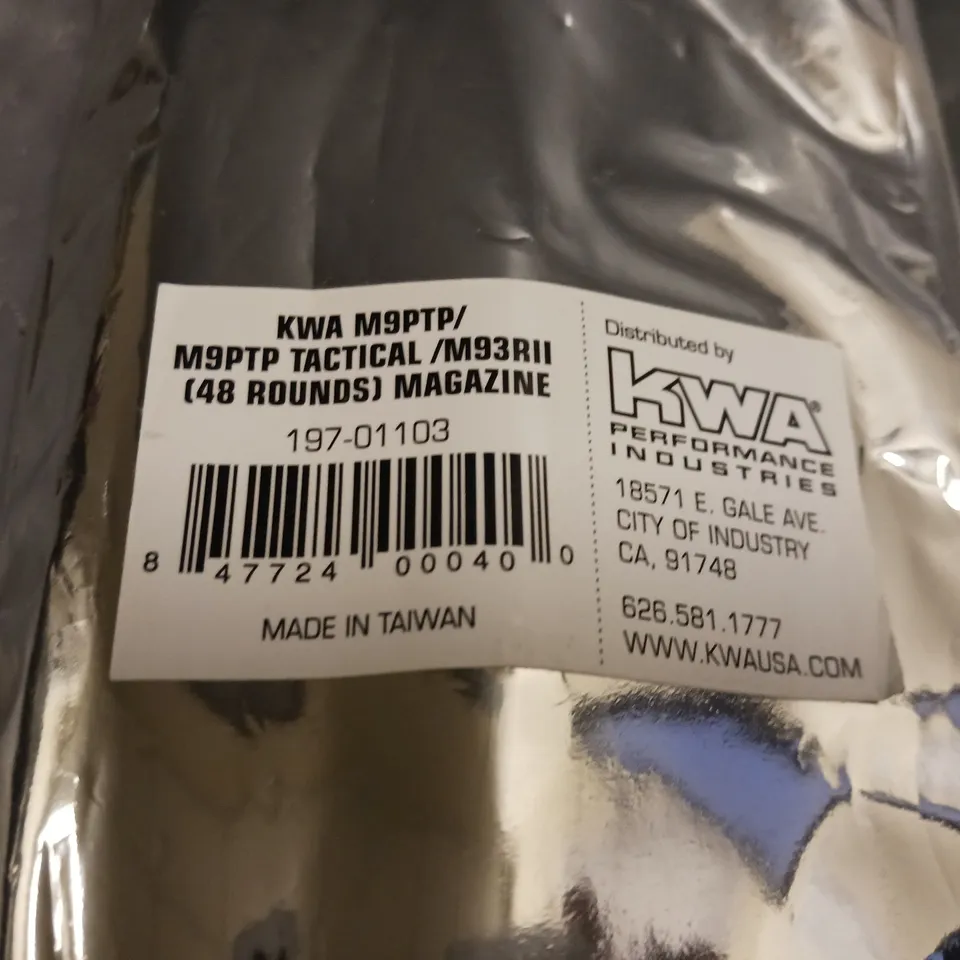 KWA M9PTP/
M9PTP TACTICAL /M93RII
(48 ROUNDS) MAGAZINE
197-01103
8 47724 00040 0
MADE IN TAIWAN
Distributed by
KWA®
PERFORMANCE
INDUSTRIES
18571 E. GALE AVE.
CITY OF INDUSTRY
CA, 91748
626.581.1777
WWW.KWAUSA.COM